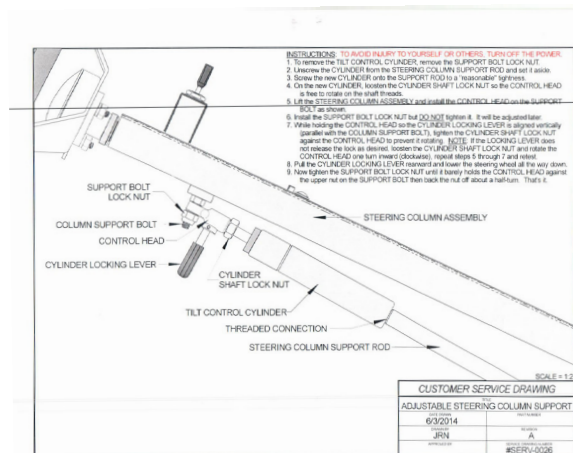 INSTRUCTIONS: TO AVOID INJURY TO YOURSELF OR OTHERS, TURN OFF THE POWER.
1. To remove the TILT CONTROL CYLINDER, remove the SUPPORT BOLT LOCK NUT.
2. Unscrew the CYLINDER from the STEERING COLUMN SUPPORT ROD and set it aside.
3. Screw the new CYLINDER onto the SUPPORT ROD to a "reasonable" tightness.
4. On the new CYLINDER, loosten the CYLINDER SHAFT LOCK NUT so the CONTROL HEAD
is free to rotate on the shaft threads.
5. Lift the STEERING COLUMN ASSEMBLY and install the CONTROL HEAD on the SUPPORT
BOLT as shown.
6. Install the SUPPORT BOLT LOCK NUT but DO NOT tighten it. It will be adjusted later.
7. While holding the CONTROL HEAD so the CYLINDER LOCKING LEVER is aligned vertically
(parallel with the COLUMN SUPPORT BOLT), tighten the CYLINDER SHAFT LOCK NUT
against the CONTROL HEAD to prevent it rotating. NOTE: If the LOCKING LEVER does
not release the lock as desired, loosten the CYLINDER SHAFT LOCK NUT and rotate the
CONTROL HEAD one turn inward (clockwise), repeat steps 5 through 7 and retest.
8. Pull the CYLINDER LOCKING LEVER rearward and lower the steering wheel all the way down.
9. Now tighten the SUPPORT BOLT LOCK NUT until it barely holds the CONTROL HEAD against
the upper nut on the SUPPORT BOLT then back the nut off about a half-turn. That's it.
SUPPORT BOLT
LOCK NUT
COLUMN SUPPORT BOLT
CONTROL HEAD
CYLINDER LOCKING LEVER
CYLINDER
SHAFT LOCK NUT
STEERING COLUMN ASSEMBLY
TILT CONTROL CYLINDER
THREADED CONNECTION
STEERING COLUMN SUPPORT ROD
SCALE = 1:2
CUSTOMER SERVICE DRAWING
TITLE
ADJUSTABLE STEERING COLUMN SUPPORT
6/3/2014
JRN
A
#SERV-0026